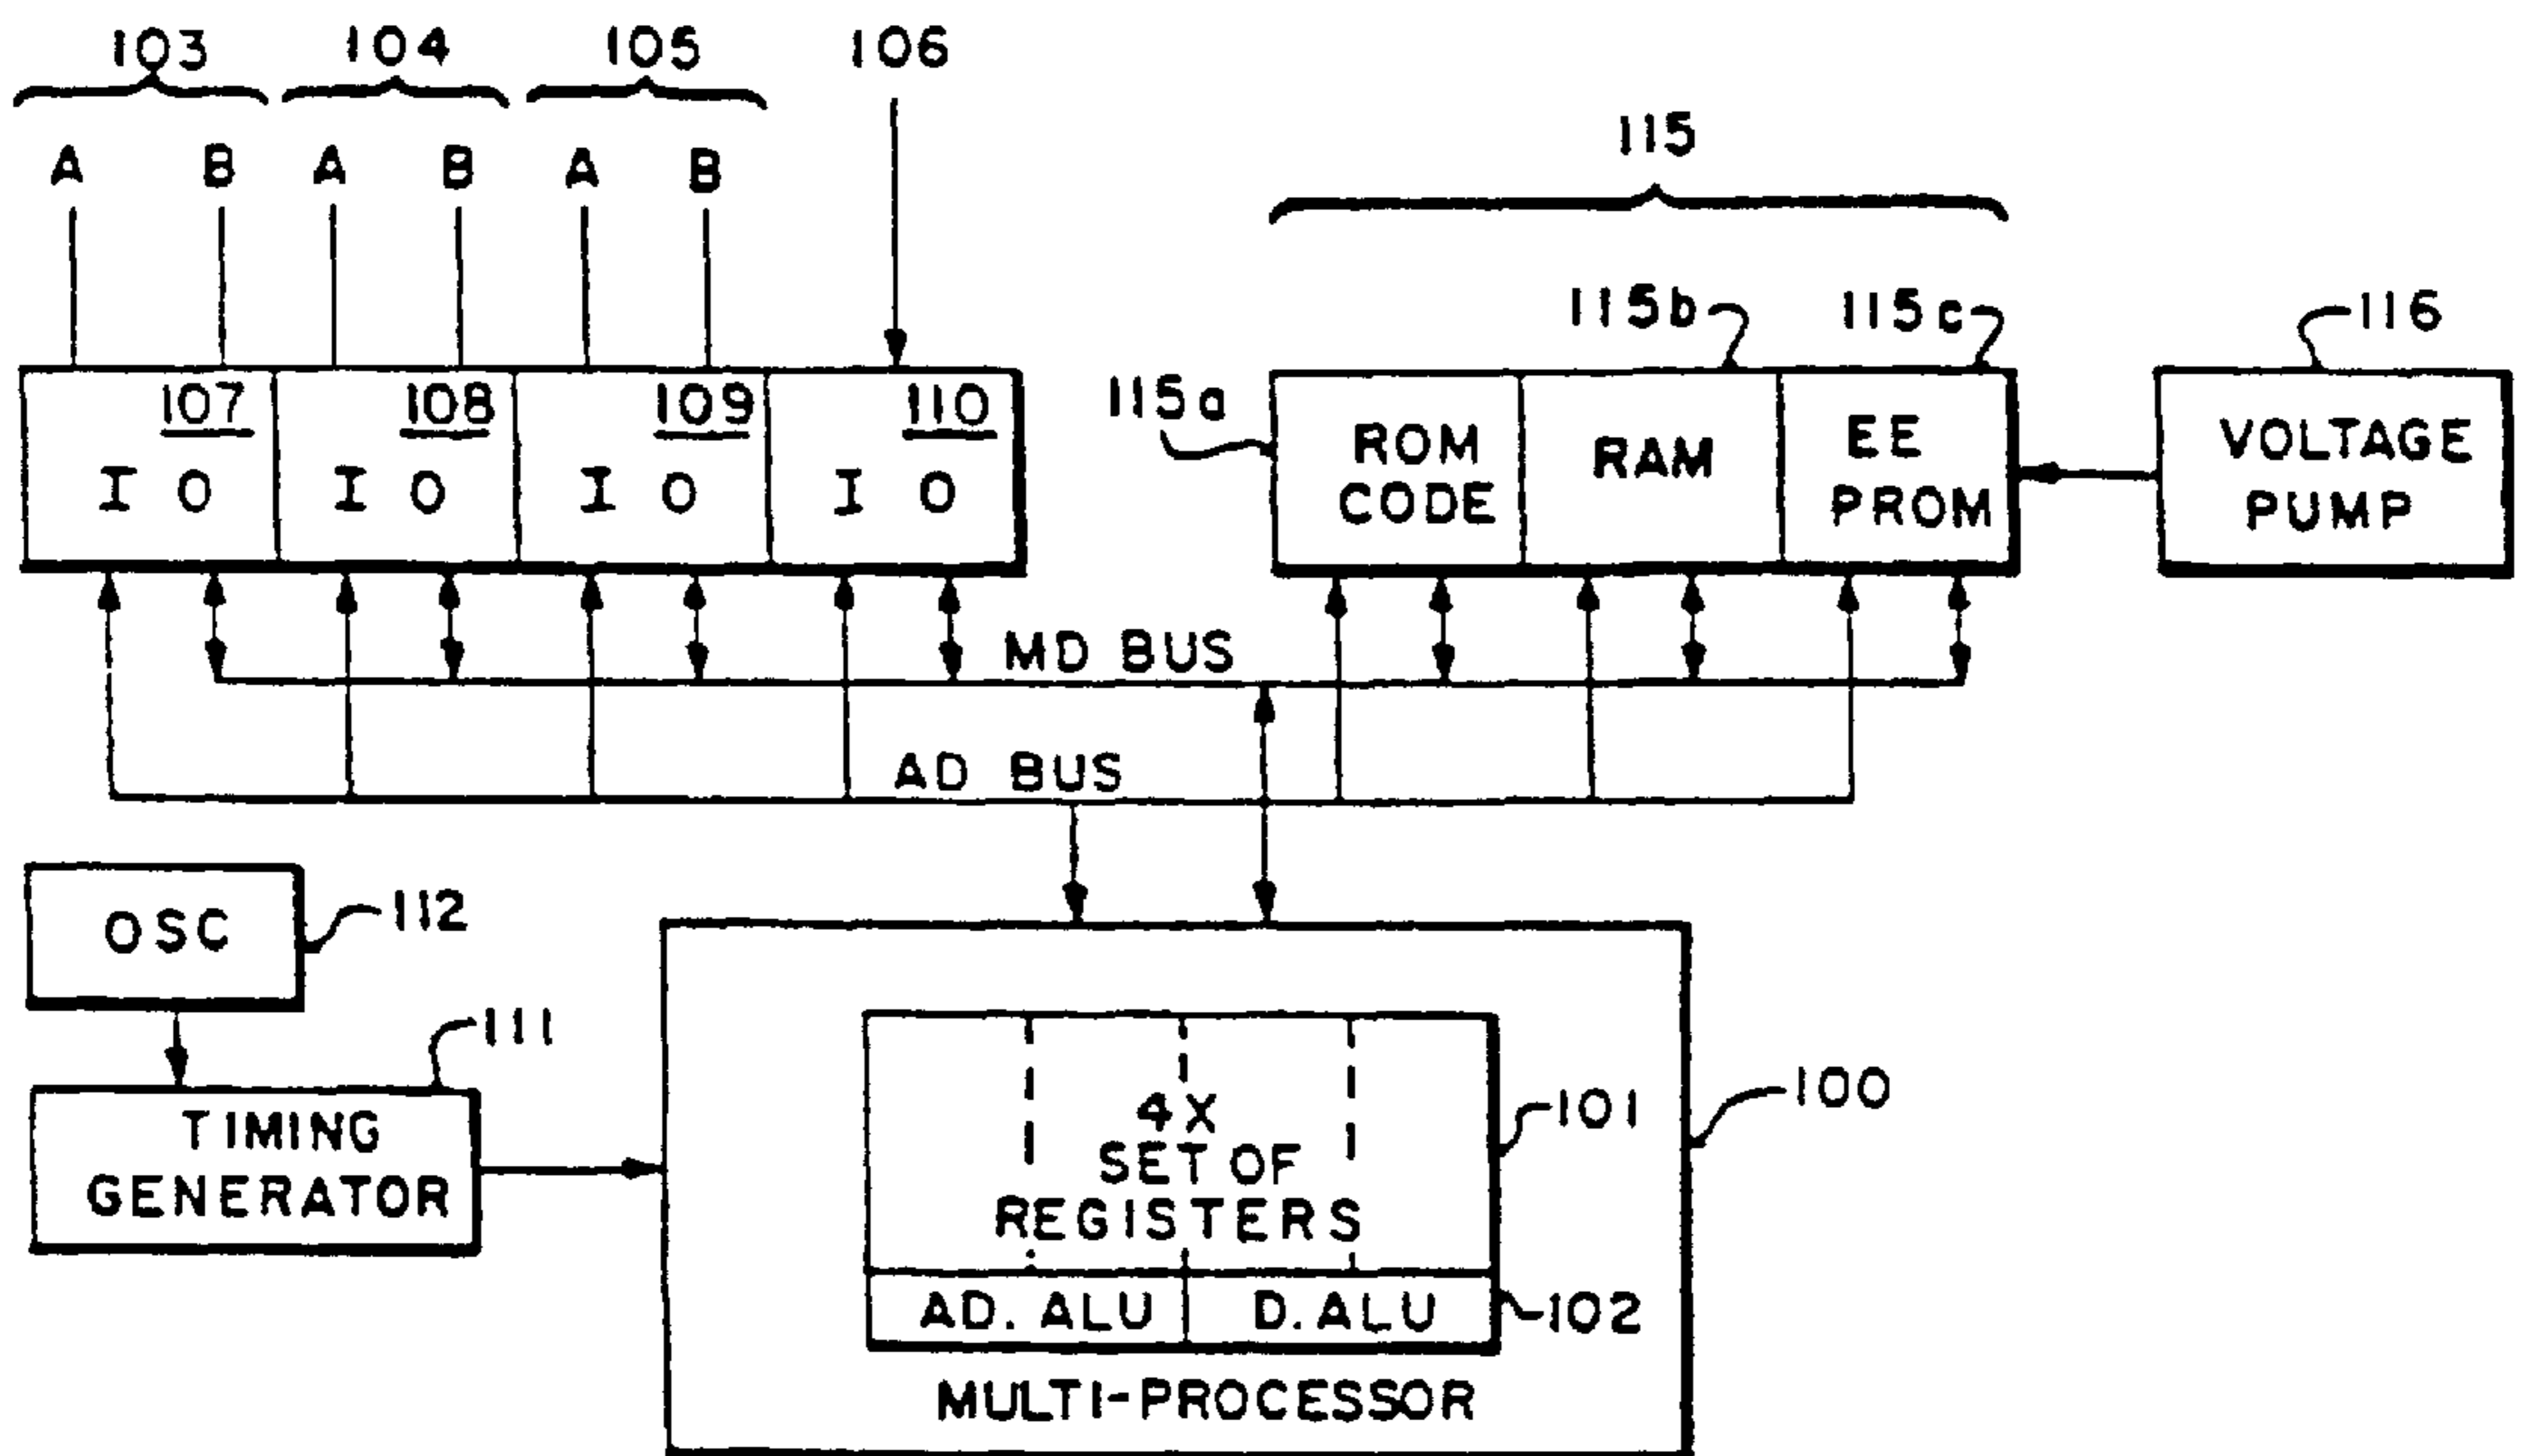 103 104 105 106
A B A B A B
115
115b 115c 116
107 108 109 110
I O I O I O I O
115a
ROM CODE
RAM
EE PROM
VOLTAGE PUMP
MD BUS
AD BUS
OSC
112
111
TIMING
GENERATOR
4X
SET OF
REGISTERS
101
100
AD. ALU D. ALU
102
MULTI-PROCESSOR